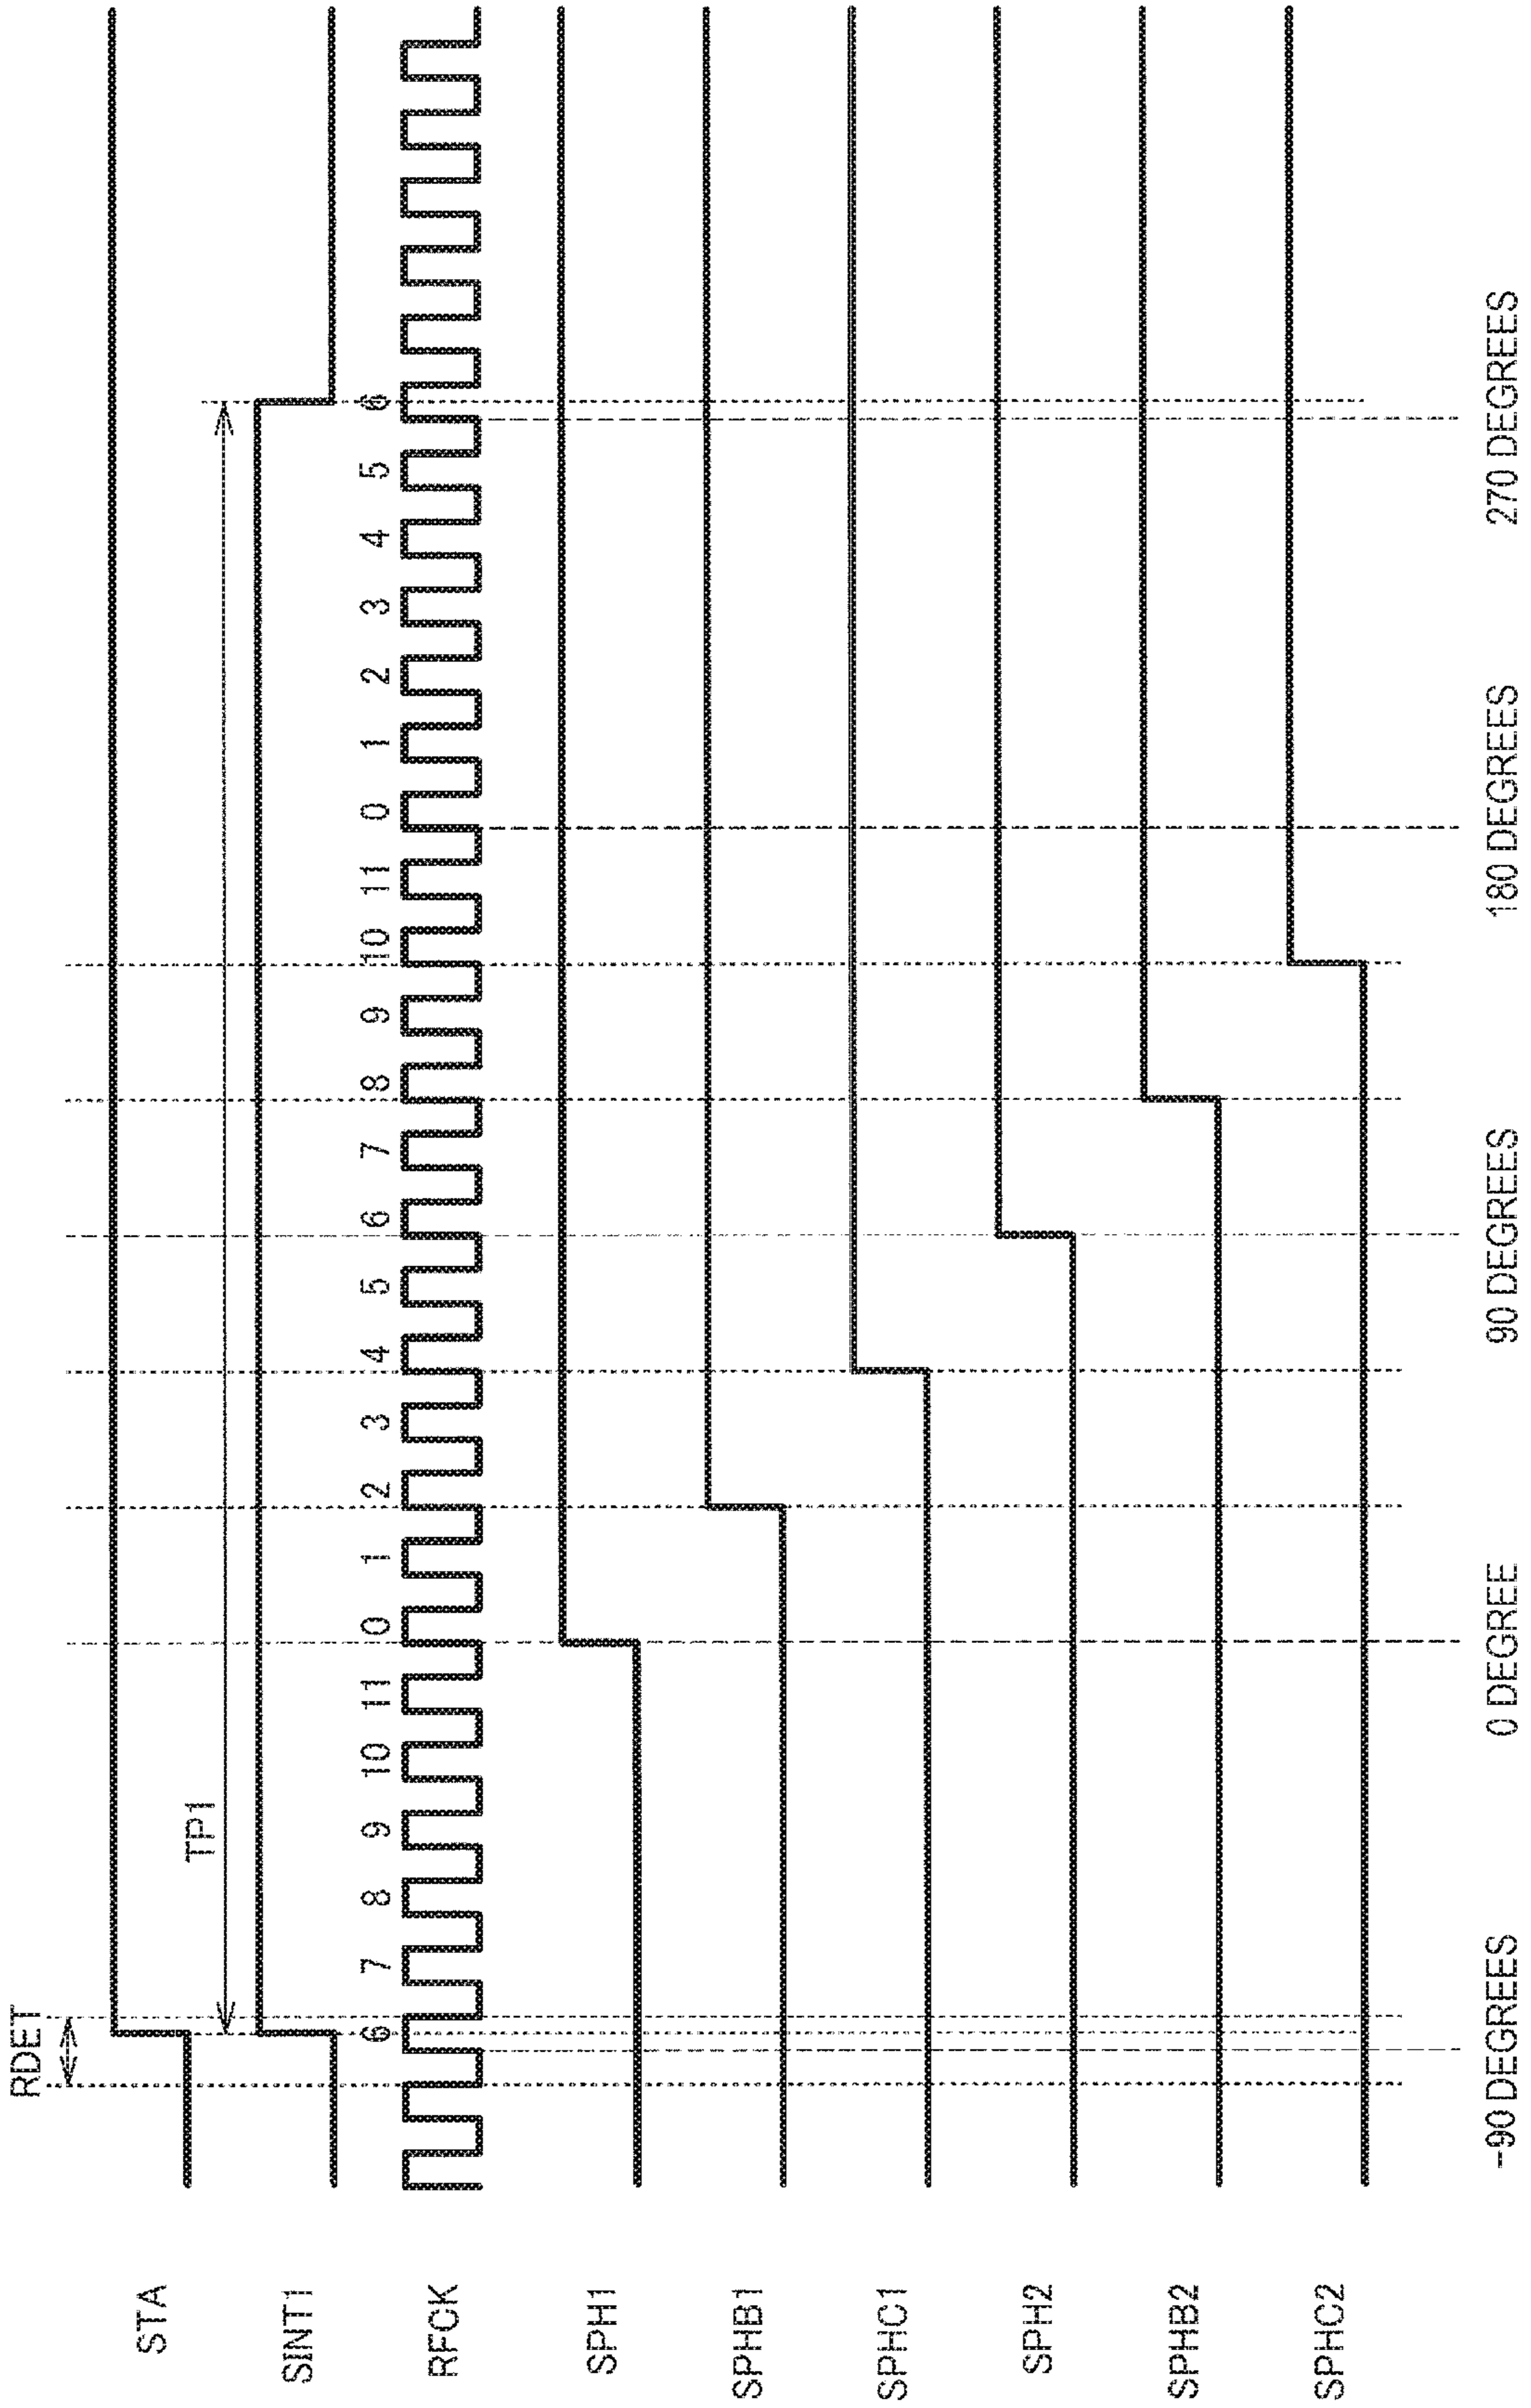 RDET
STA
TP1
SINT1
6 7 8 9 10 11 0 1 2 3 4 5 6 7 8 9 10 11 0 1 2 3 4 5 6
RFCK
SPH1
SPHB1
SPHC1
SPH2
SPHB2
SPHC2
-90 DEGREES 0 DEGREE 90 DEGREES 180 DEGREES 270 DEGREES